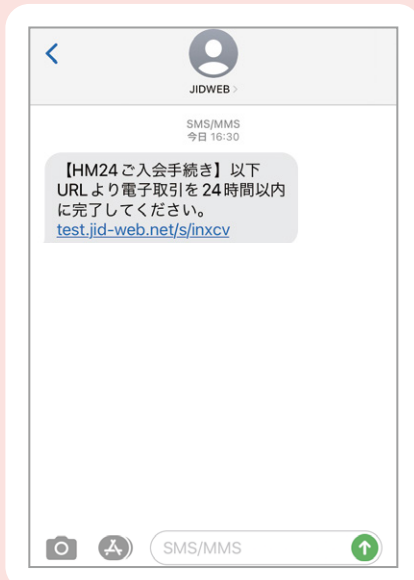 JIDWEB
SMS/MMS
今日 16:30
【HM24ご入会手続き】以下
URLより電子取引を24時間以内
に完了してください。
test.jid-web.net/s/inxcv
SMS/MMS